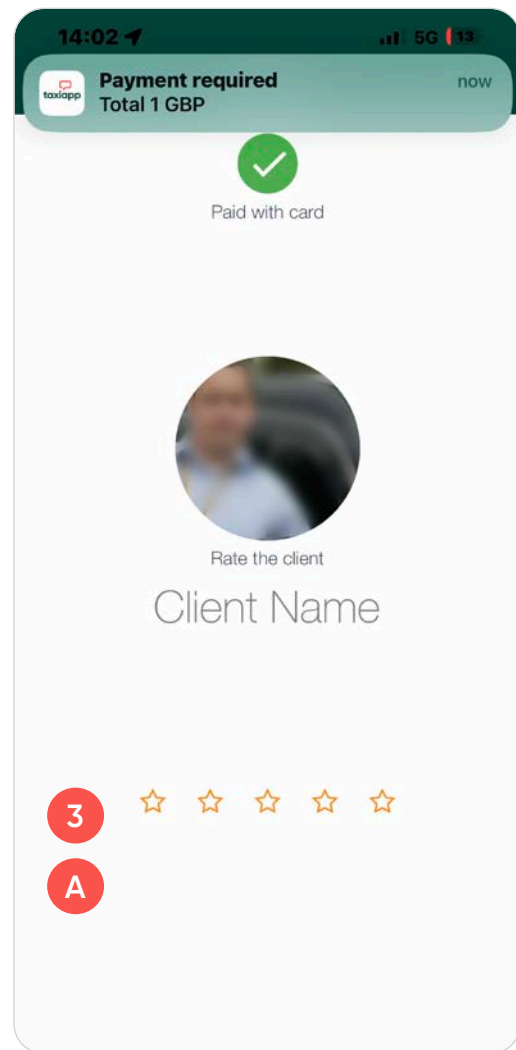 14:02
5G
13
taxiapp
Payment required
now
Total 1 GBP
Paid with card
Rate the client
Client Name
3
A